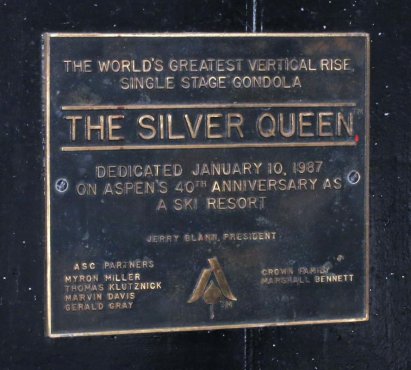 THE WORLD'S GREATEST VERTICAL RISE
SINGLE STAGE GONDOLA
THE SILVER QUEEN™
DEDICATED JANUARY 10, 1987
ON ASPEN'S 40TH ANNIVERSARY AS
A SKI RESORT
JERRY BLANN, PRESIDENT
ASC PARTNERS
MYRON MILLER
THOMAS KLUTZNICK
MARVIN DAVIS
GERALD GRAY
CROWN FAMILY
MARSHALL BENNETT
TM